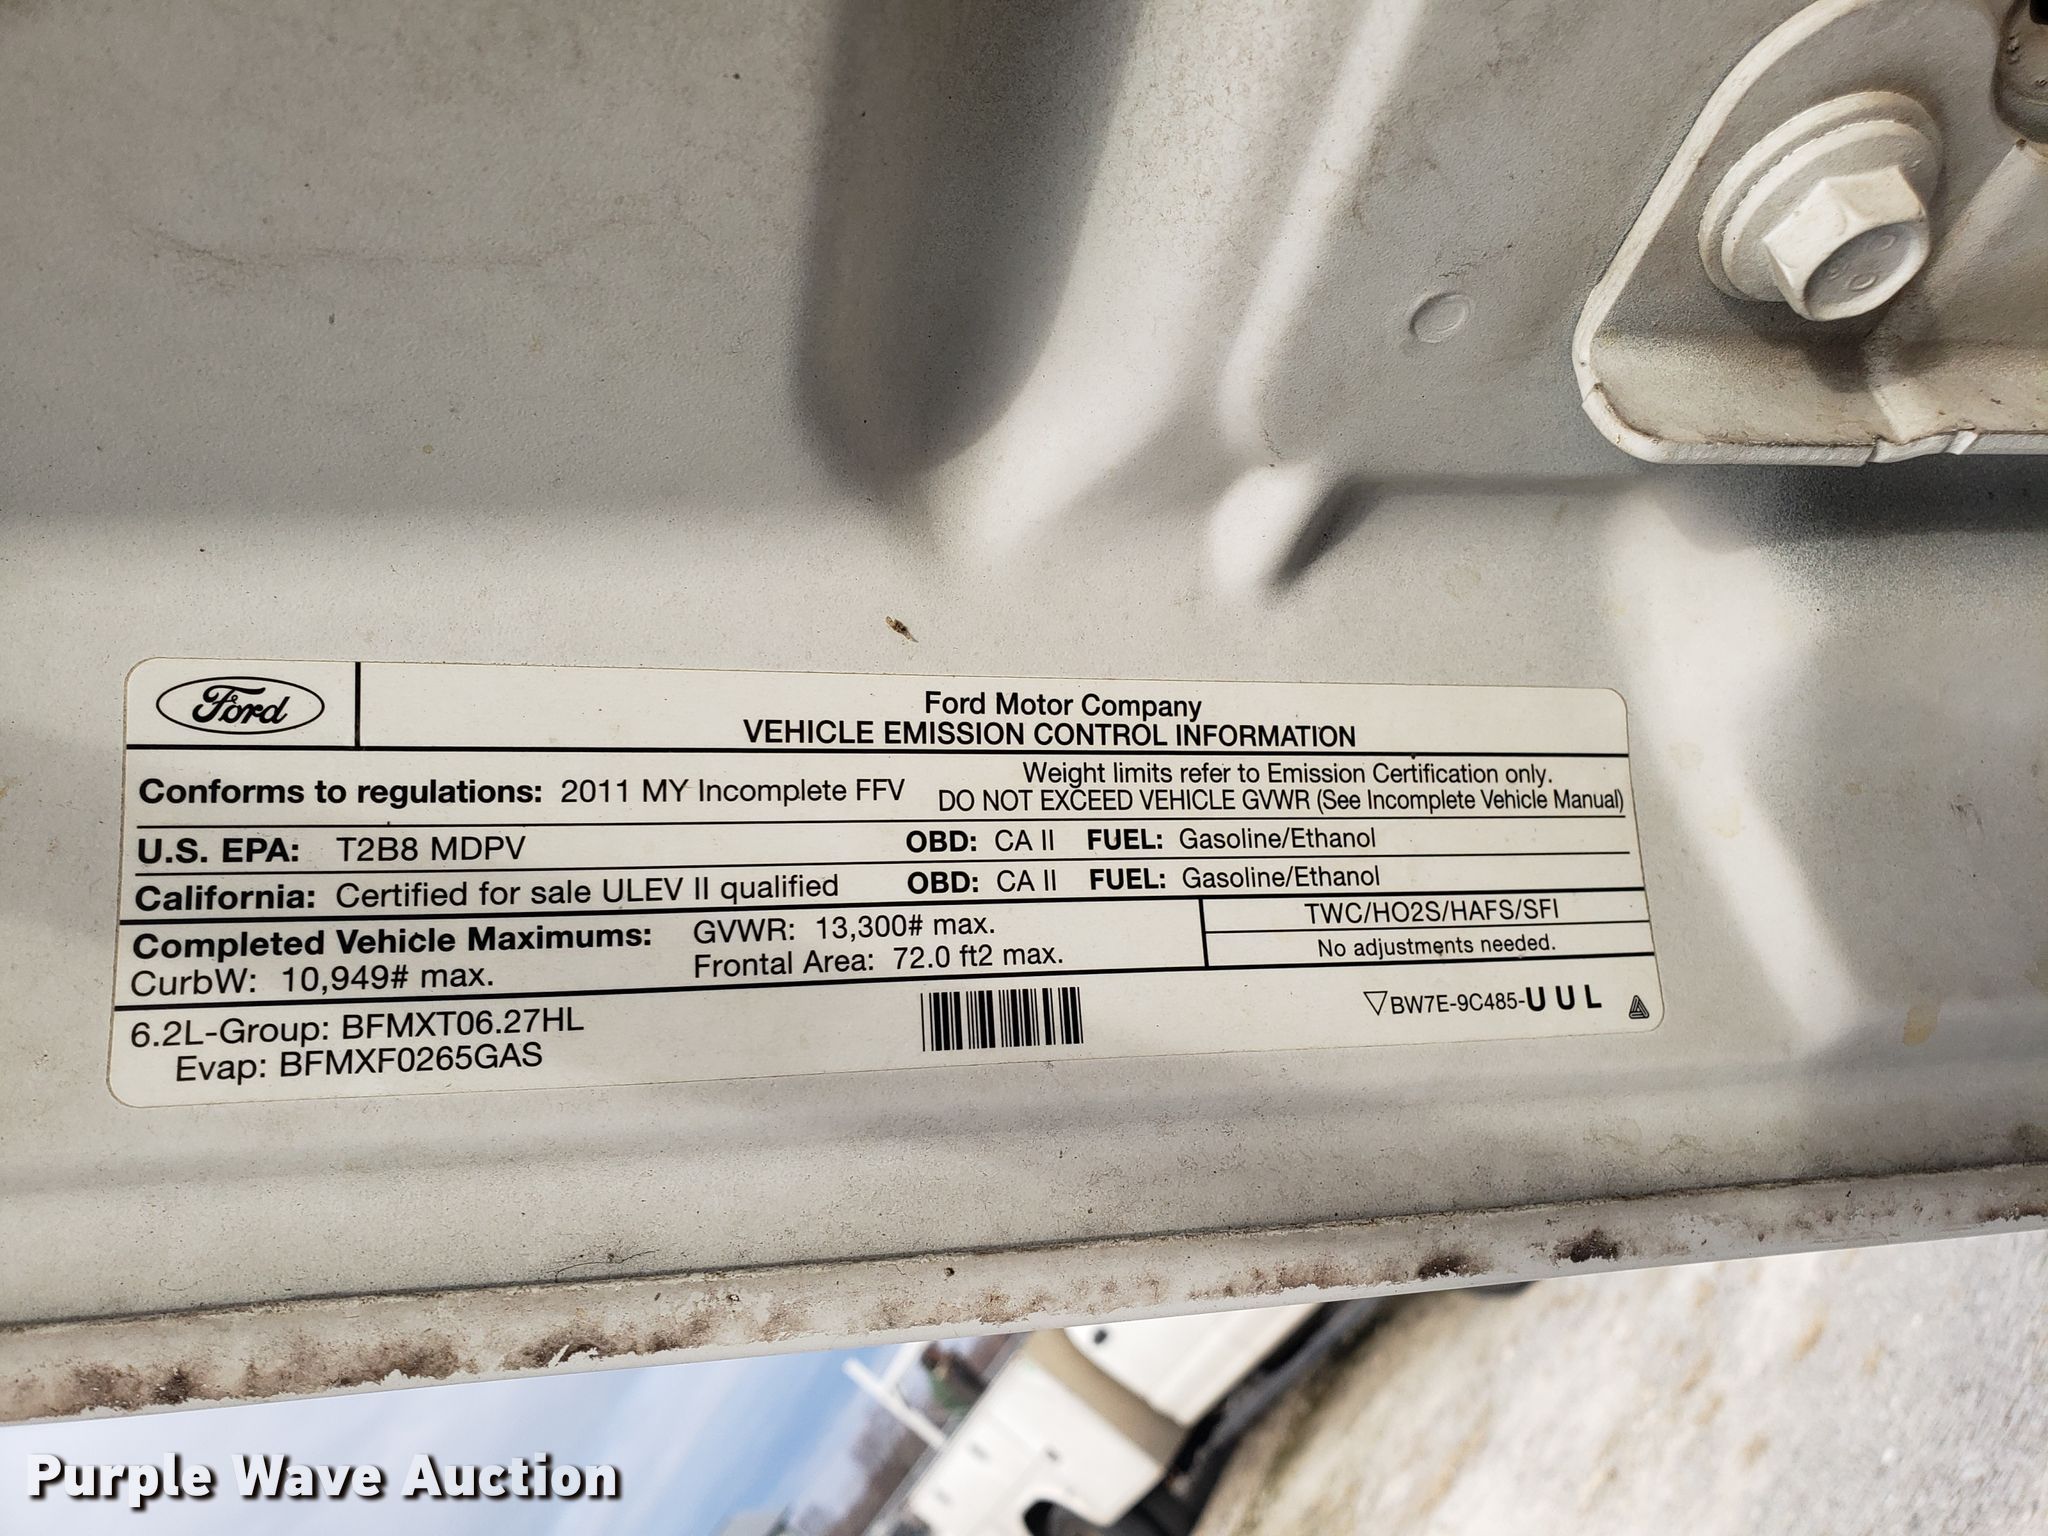 Ford
Ford Motor Company
VEHICLE EMISSION CONTROL INFORMATION
Conforms to regulations: 2011 MY Incomplete FFV
Weight limits refer to Emission Certification only.
DO NOT EXCEED VEHICLE GVWR (See Incomplete Vehicle Manual)
U.S. EPA: T2B8 MDPV OBD: CA II FUEL: Gasoline/Ethanol
California: Certified for sale ULEV II qualified OBD: CA II FUEL: Gasoline/Ethanol
Completed Vehicle Maximums: GVWR: 13,300# max.
CurbW: 10,949# max. Frontal Area: 72.0 ft2 max.
TWC/HO2S/HAFS/SFI
No adjustments needed.
6.2L-Group: BFMXT06.27HL
Evap: BFMXF0265GAS
BW7E-9C485-U U L
Purple Wave Auction